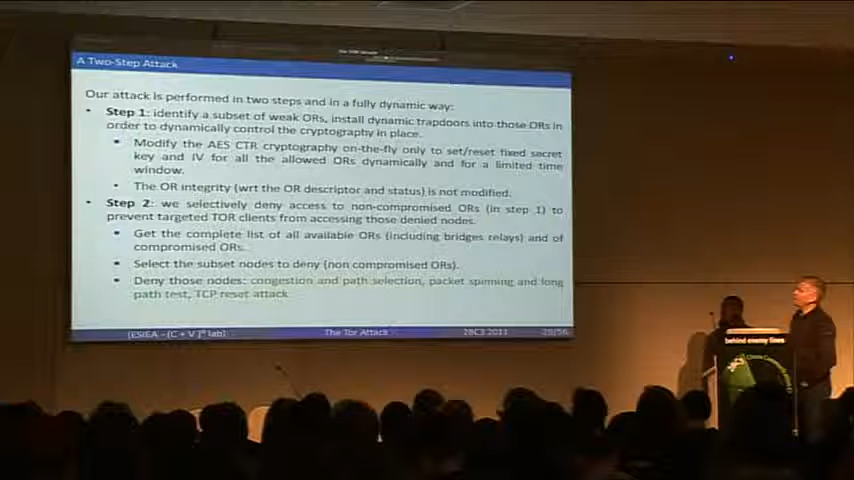 A Two-Step Attack
Our attack is performed in two steps and in a fully dynamic way:
Step 1: identify a subset of weak ORs, install dynamic trapdoors into those ORs in
order to dynamically control the cryptography in place.
Modify the AES CTR cryptography on-the-fly only to set/reset fixed secret
key and IV for all the allowed ORs dynamically and for a limited time
window.
The OR integrity (wrt the OR descriptor and status) is not modified.
Step 2: we selectively deny access to non-compromised ORs (in step 1) to
prevent targeted TOR clients from accessing those denied nodes.
Get the complete list of all available ORs (including bridges relays) and of
compromised ORs.
Select the subset nodes to deny (non compromised ORs).
Deny those nodes: congestion and path selection, packet spinning and long
path test, TCP reset attack
(ESIEA - (C + V)^O lab) The Tor Attack 28C3 2011 /56
behind enemy lines